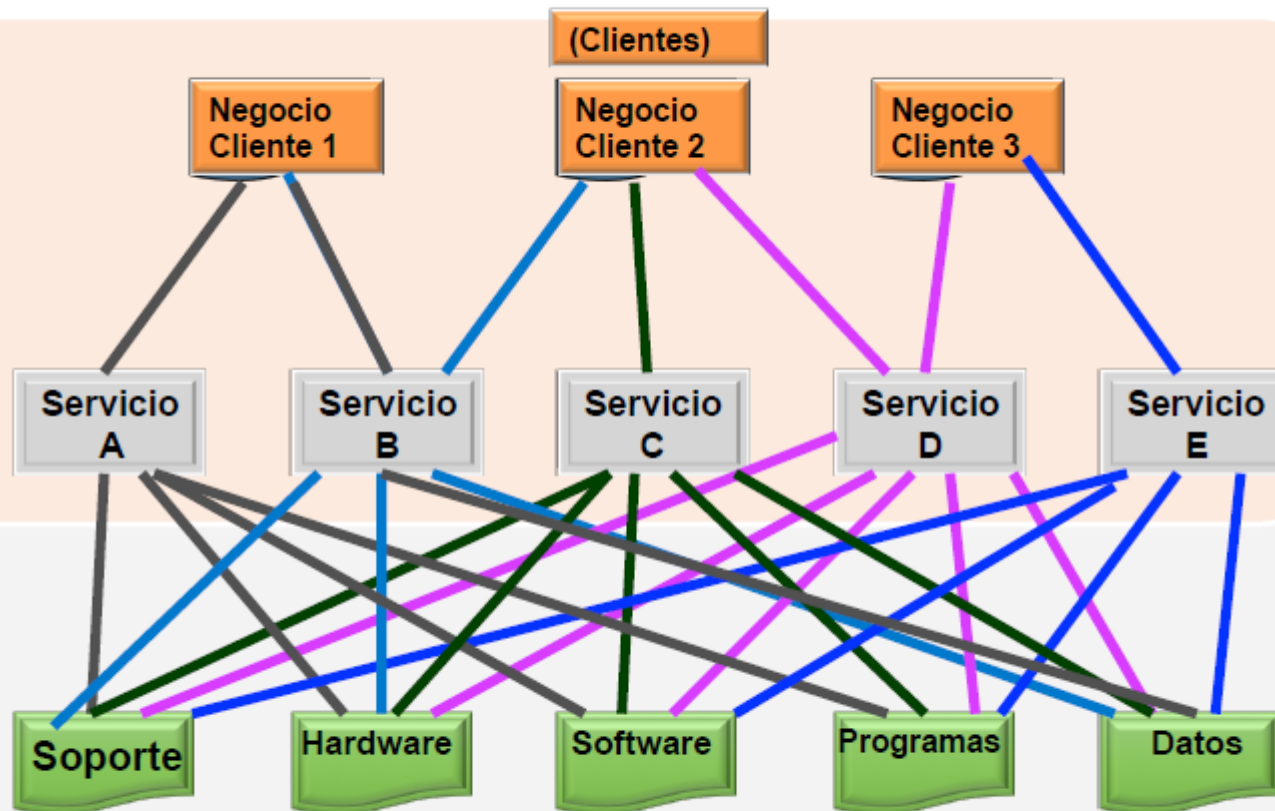 (Clientes)
Negocio
Cliente 1
Negocio
Cliente 2
Negocio
Cliente 3
Servicio
A
Servicio
B
Servicio
C
Servicio
D
Servicio
E
Soporte
Hardware
Software
Programas
Datos